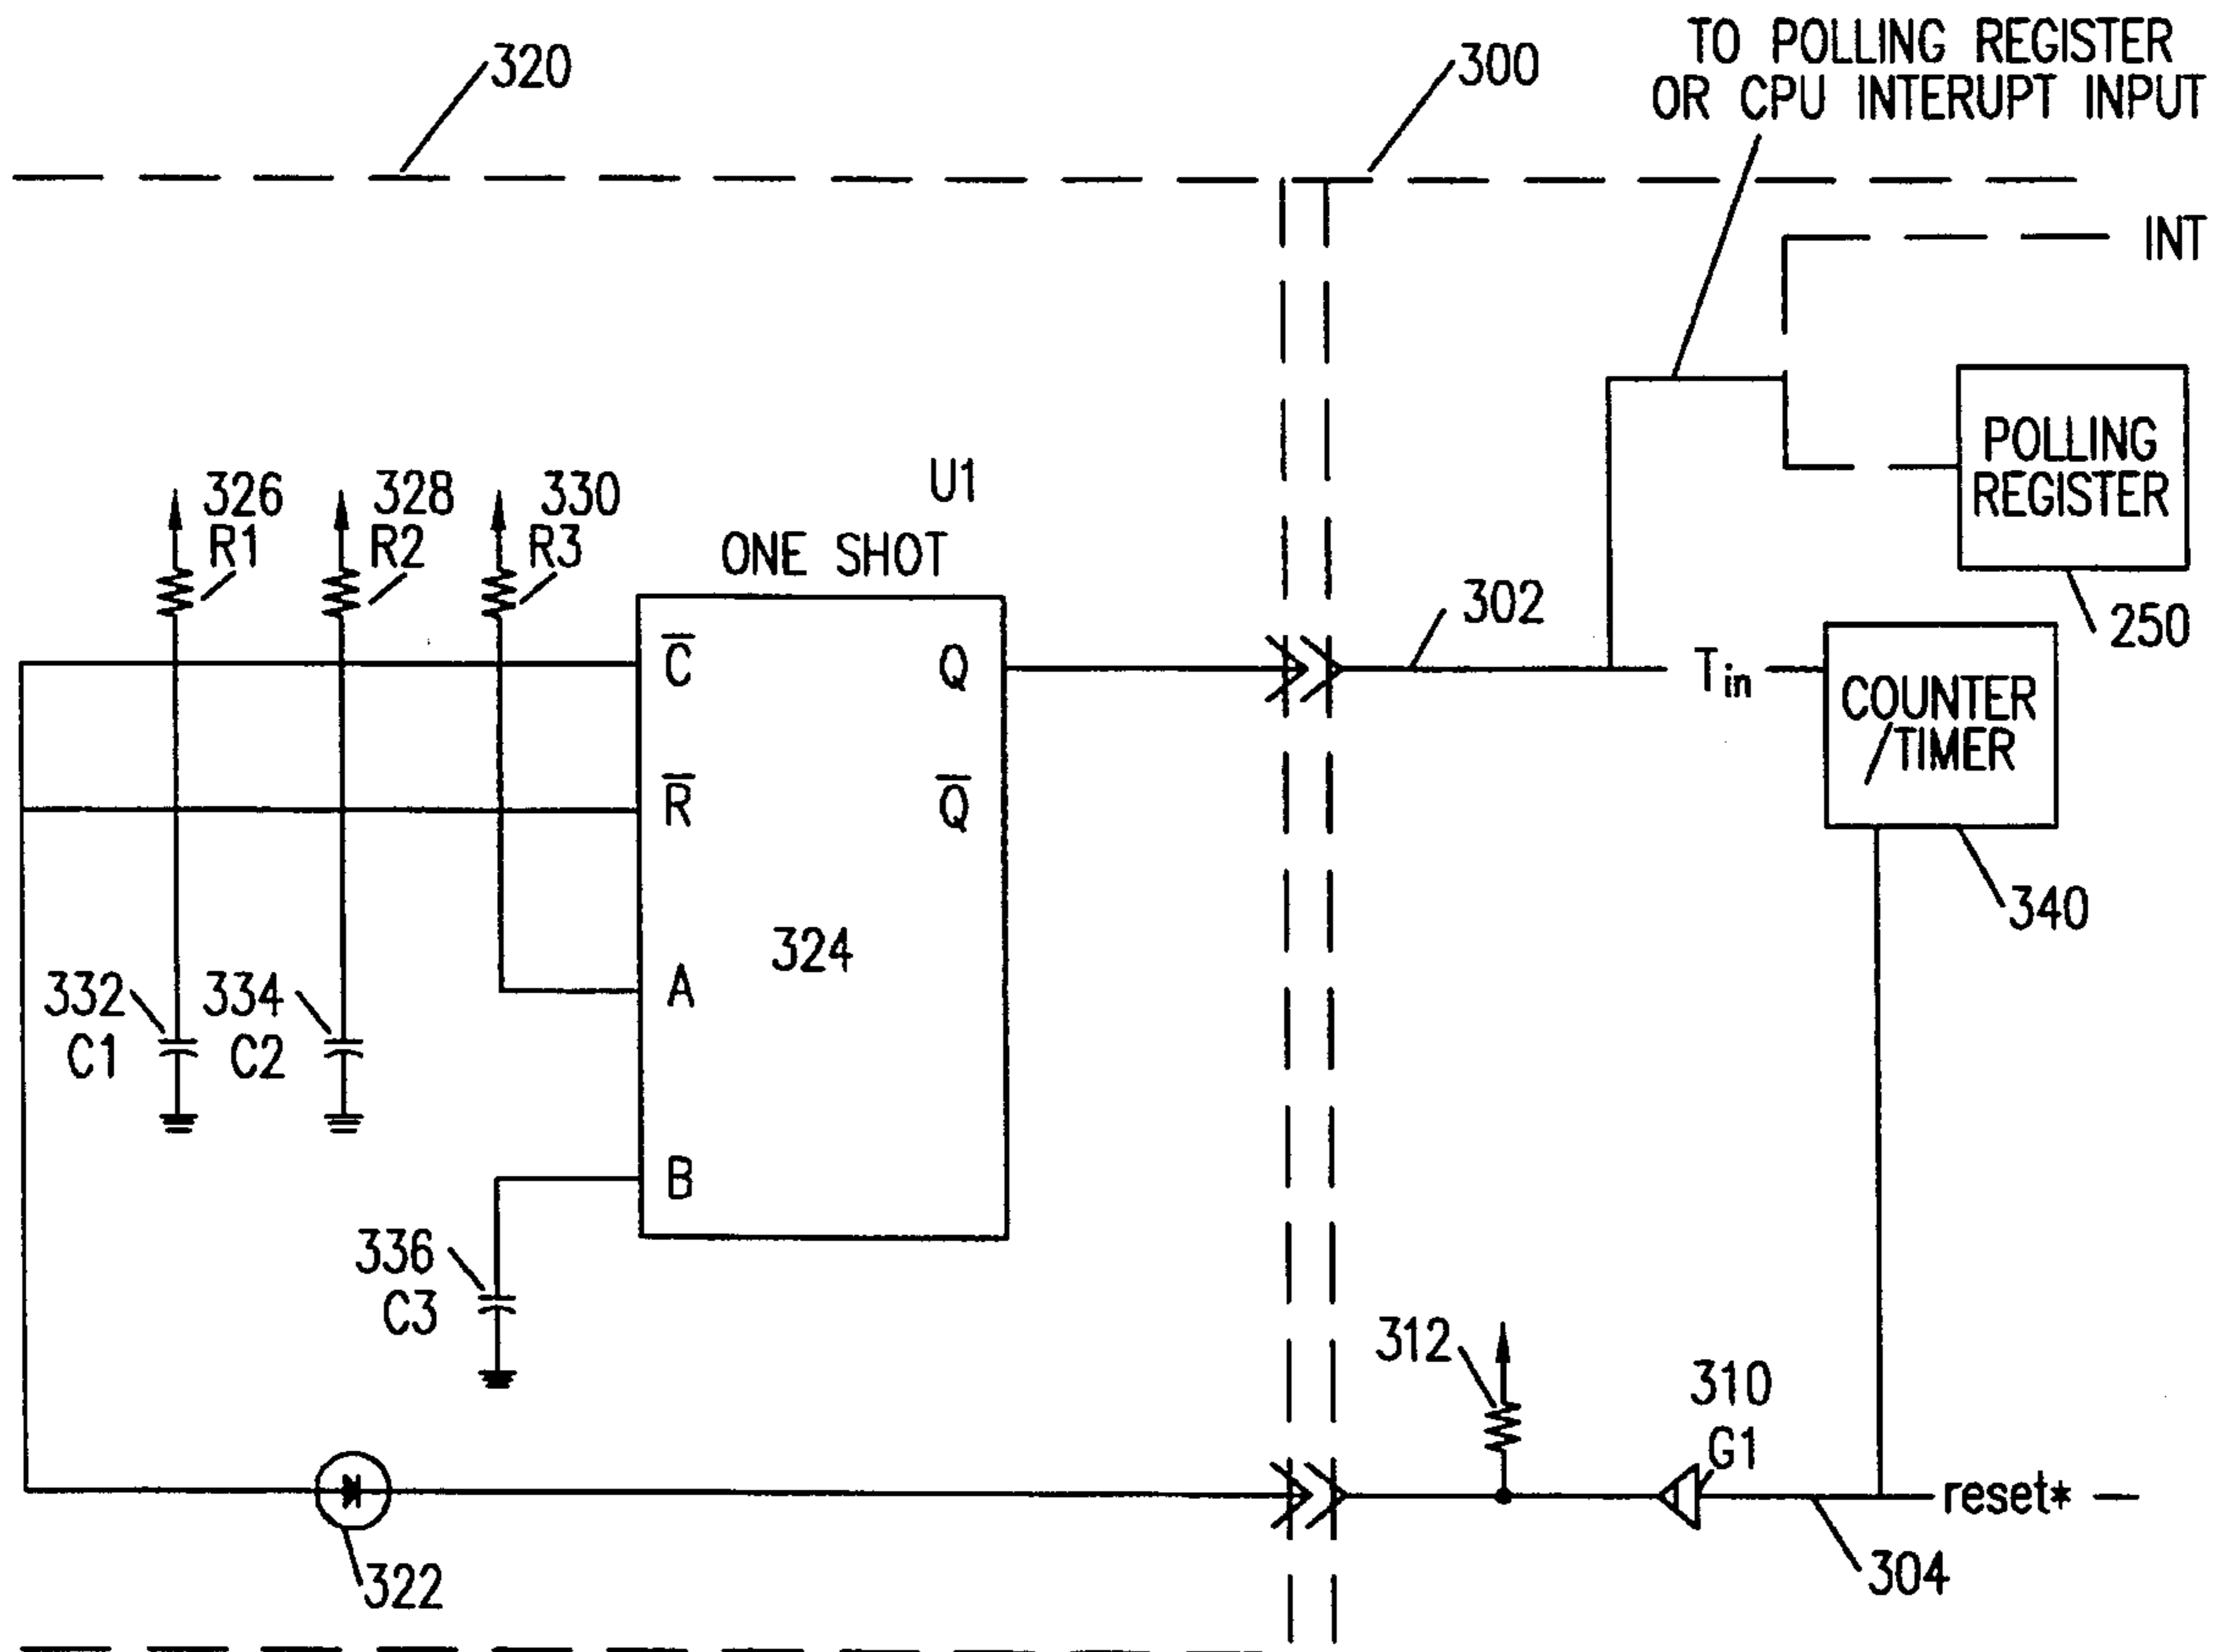 320
300
TO POLLING REGISTER
OR CPU INTERUPT INPUT
INT
POLLING
REGISTER
250
326
R1
328
R2
330
R3
U1
ONE SHOT
C̅
R̅
A
B
Q
Q̅
324
302
Tin
COUNTER
/TIMER
340
332
C1
334
C2
336
C3
312
310
G1
reset*
304
322